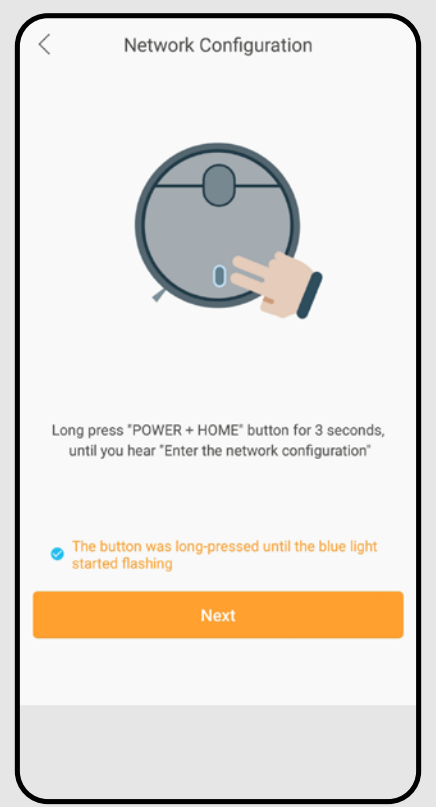 Network Configuration
Long press "POWER + HOME" button for 3 seconds,
until you hear "Enter the network configuration"
The button was long-pressed until the blue light
started flashing
Next